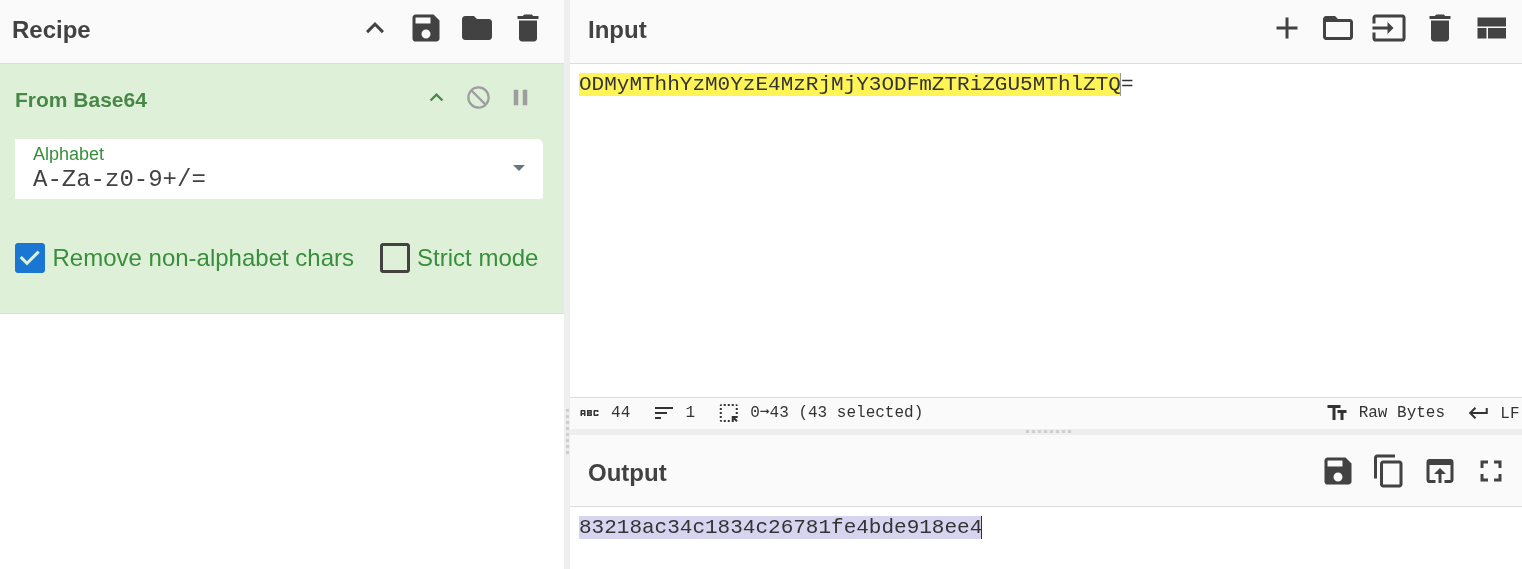 Recipe
From Base64
Alphabet
A-Za-z0-9+/=
Remove non-alphabet chars
Strict mode
Input
ODMyMThhYzM0YzE4MzRjMjY3ODFmZTRiZGU5MThlZTQ=
ABC 44 1 0→43 (43 selected) Raw Bytes LF
Output
83218ac34c1834c26781fe4bde918ee4